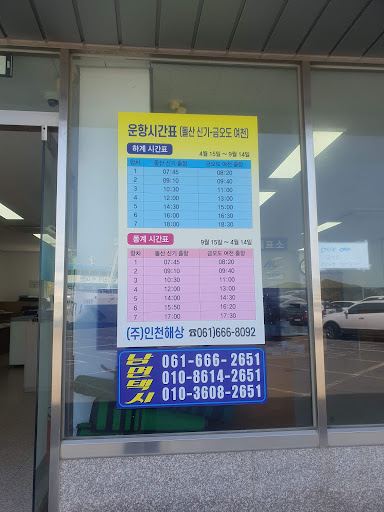 운항시간표 (돌산 신기-금오도 여천)
하계 시간표 4월 15일 ~ 9월 14일
항차 돌산 신기 출항 금오도 여천 출항
1 07:45 08:20
2 09:10 09:40
3 10:30 11:00
4 12:00 13:00
5 14:30 15:00
6 16:00 16:30
7 18:00 18:30
동계 시간표 9월 15일 ~ 4월 14일
항차 돌산 신기 출항 금오도 여천 출항
1 07:45 08:20
2 09:10 09:40
3 10:30 11:00
4 12:00 13:00
5 14:00 14:30
6 15:30 16:00
7 17:00 17:30
(주)인천해상 ☎061)666-8092
남면택시
061-666-2651
010-8614-2651
010-3608-2651